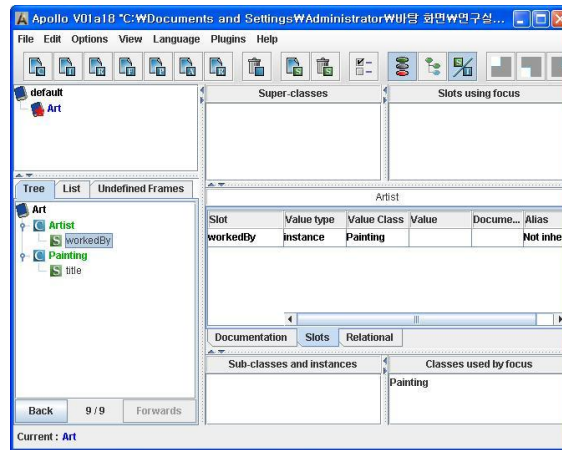 Apollo V01a18 "C:₩Documents and Settings₩Administrator₩바탕 화면₩연구실...
File Edit Options View Language Plugins Help
default
Art
Super-classes
Slots using focus
Tree List Undefined Frames
Art
Artist
workedBy
Painting
title
Artist
Slot Value type Value Class Value Docume... Alias
workedBy instance Painting Not inhe
Documentation Slots Relational
Sub-classes and instances
Classes used by focus
Painting
Back 9 / 9 Forwards
Current : Art